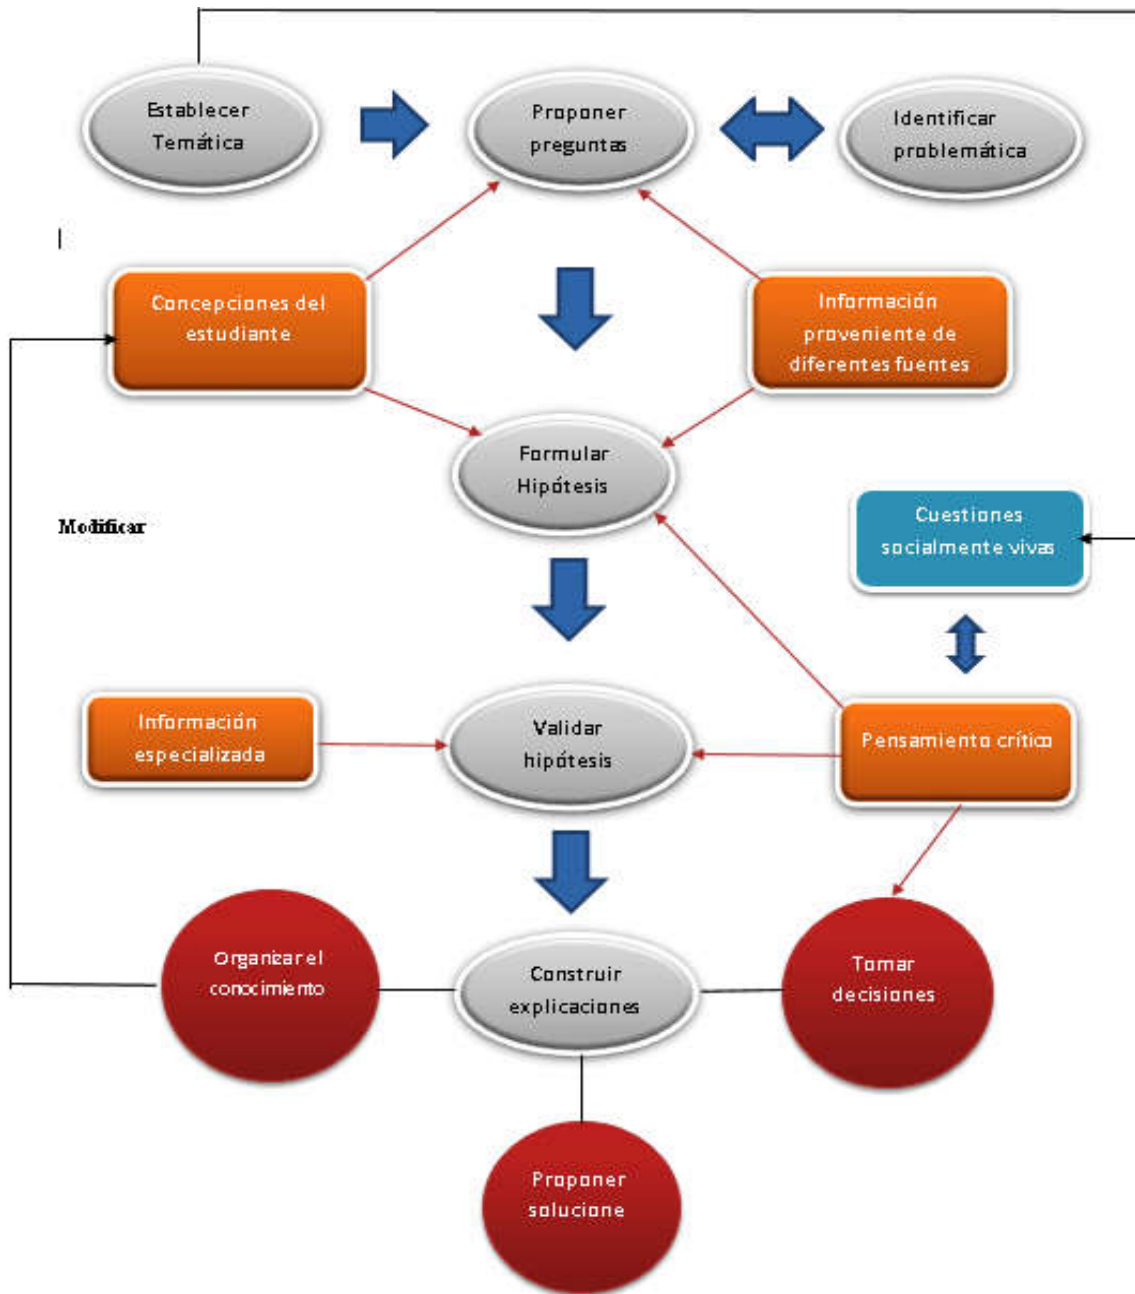 Establecer
Temática
Proponer
preguntas
Identificar
problemática
Concepciones del
estudiante
Información
proveniente de
diferentes fuentes
Formular
Hipótesis
Modificar
Cuestiones
socialmente vivas
Información
especializada
Validar
hipótesis
Pensamiento crítico
Organizar el
conocimiento
Construir
explicaciones
Tomar
decisiones
Proponer
solucione